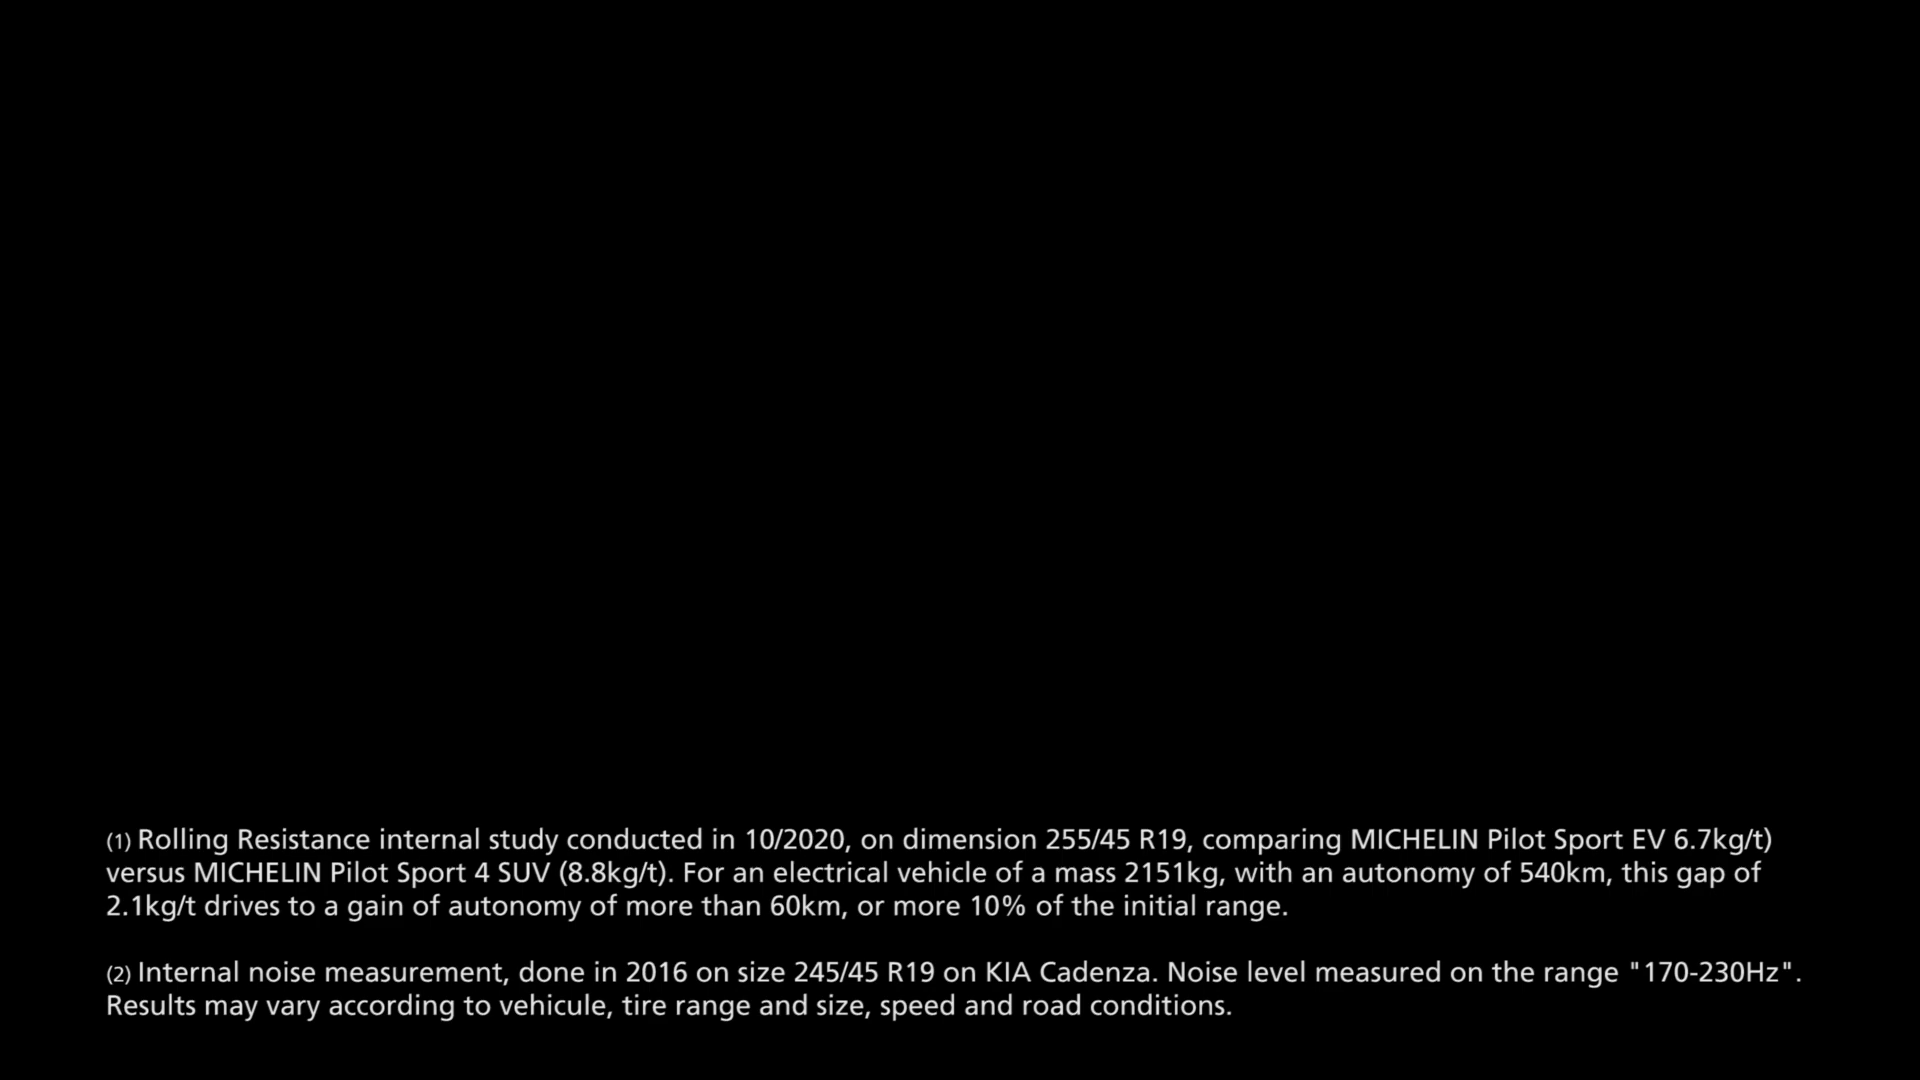 (1) Rolling Resistance internal study conducted in 10/2020, on dimension 255/45 R19, comparing MICHELIN Pilot Sport EV 6.7kg/t)
versus MICHELIN Pilot Sport 4 SUV (8.8kg/t). For an electrical vehicle of a mass 2151kg, with an autonomy of 540km, this gap of
2.1kg/t drives to a gain of autonomy of more than 60km, or more 10% of the initial range.
(2) Internal noise measurement, done in 2016 on size 245/45 R19 on KIA Cadenza. Noise level measured on the range "170-230Hz".
Results may vary according to vehicule, tire range and size, speed and road conditions.